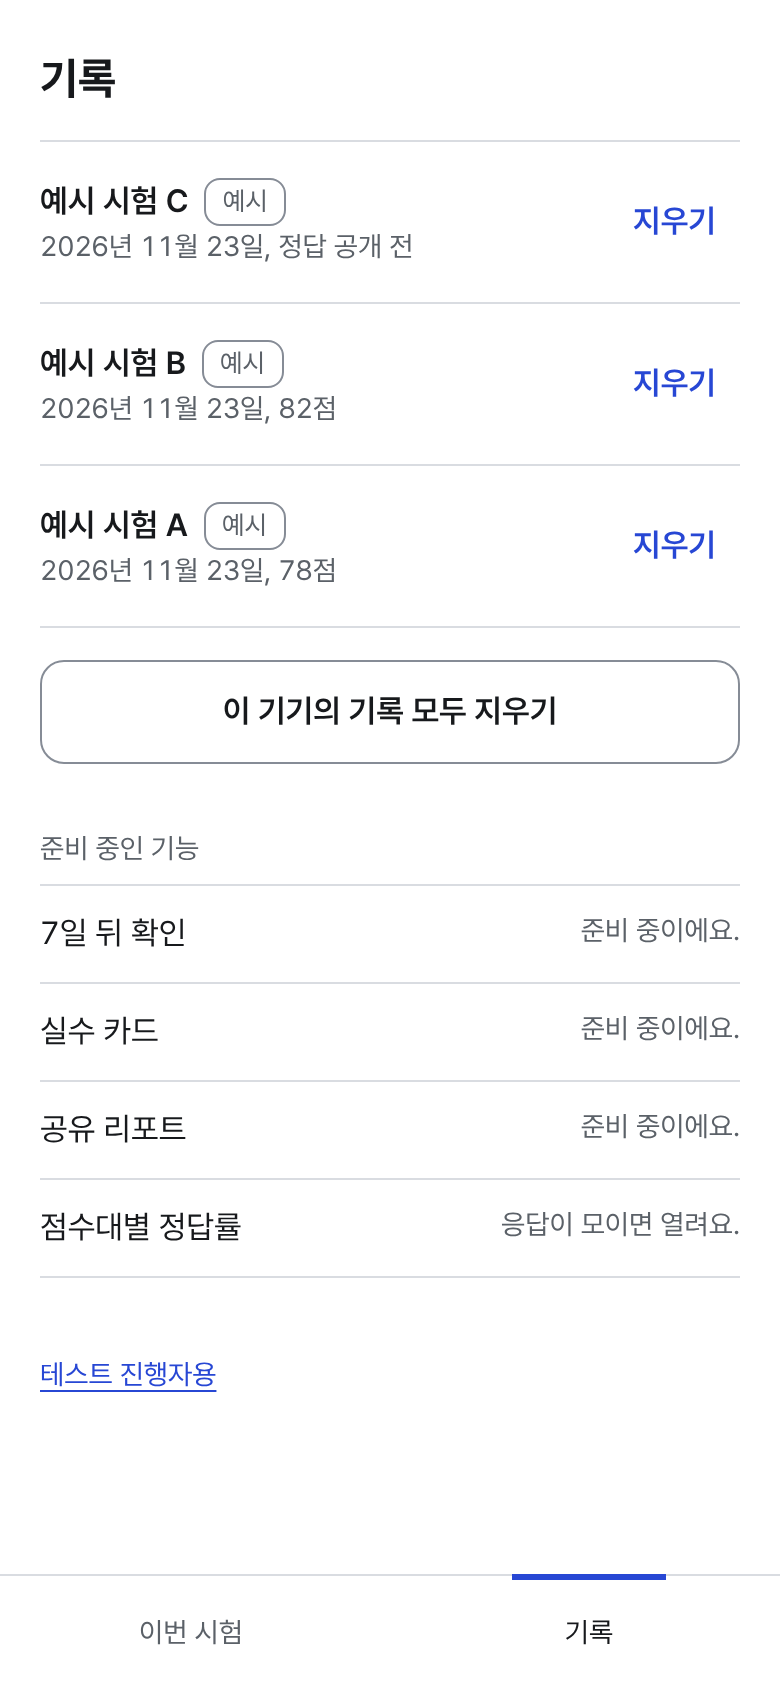 기록
예시 시험 C 예시
2026년 11월 23일, 정답 공개 전
지우기
예시 시험 B 예시
2026년 11월 23일, 82점
지우기
예시 시험 A 예시
2026년 11월 23일, 78점
지우기
이 기기의 기록 모두 지우기
준비 중인 기능
7일 뒤 확인 준비 중이에요.
실수 카드 준비 중이에요.
공유 리포트 준비 중이에요.
점수대별 정답률 응답이 모이면 열려요.
테스트 진행자용
이번 시험 기록